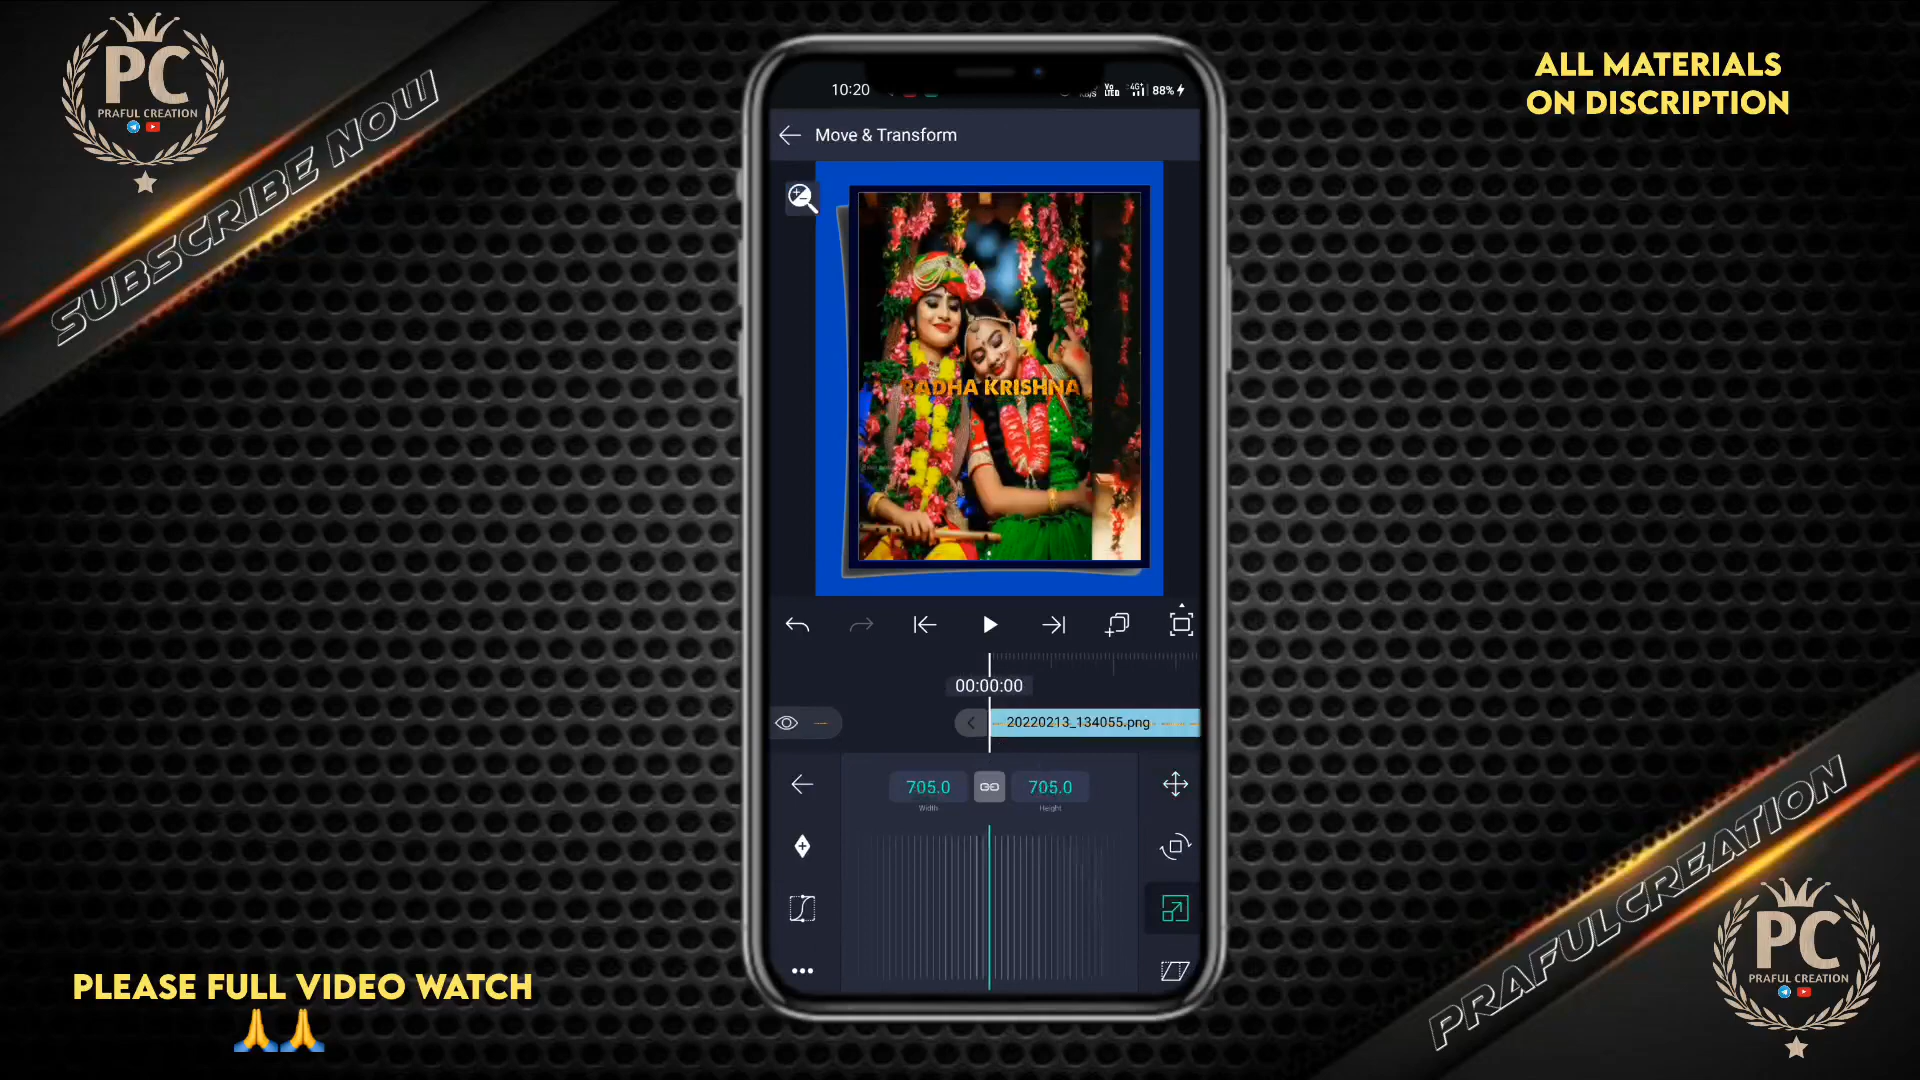 PC
PRAFUL CREATION
SUBSCRIBE NOW
ALL MATERIALS
ON DISCRIPTION
10:20
88%
Move & Transform
RADHA KRISHNA
00:00:00
20220213_134055.png
705.0
705.0
Width
Height
PLEASE FULL VIDEO WATCH
PRAFULCREATION
PC
PRAFUL CREATION